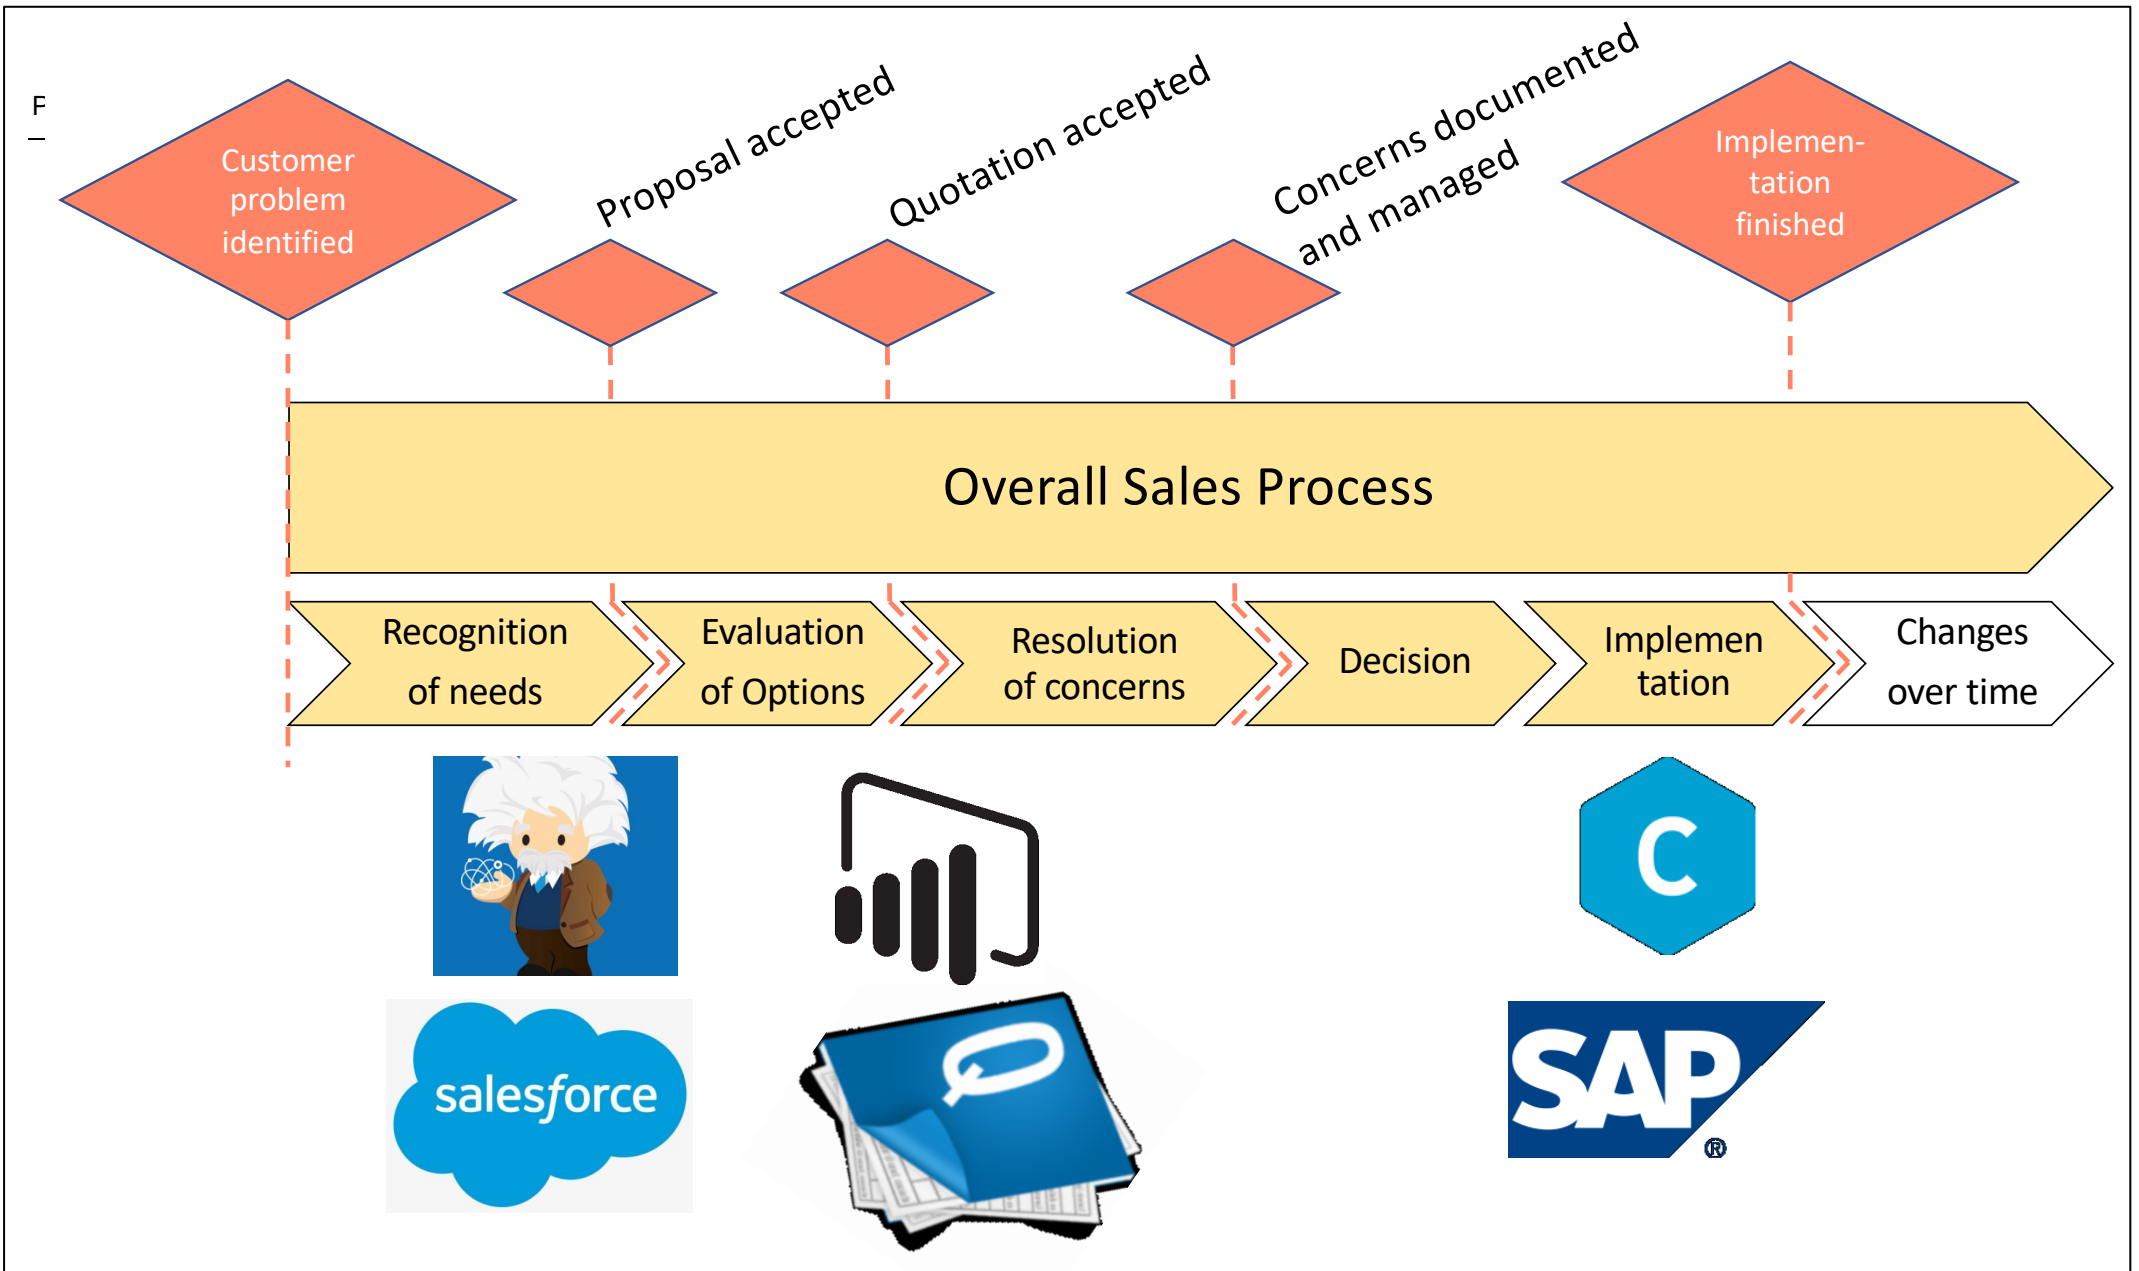 P
Customer
problem
identified
Proposal accepted
Quotation accepted
Concerns documented
and managed
Implemen-
tation
finished
Overall Sales Process
Recognition
of needs
Evaluation
of Options
Resolution
of concerns
Decision
Implemen
tation
Changes
over time
C
salesforce
Q
SAP
®